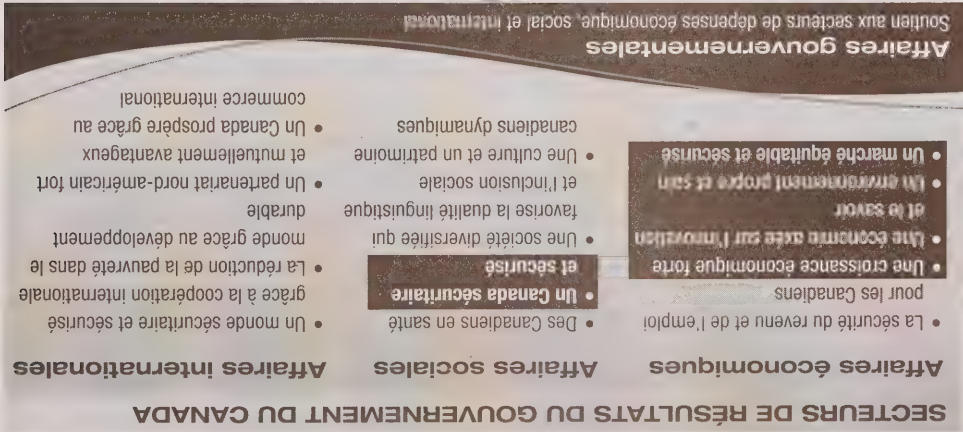 SECTEURS DE RÉSULTATS DU GOUVERNEMENT DU CANADA
Affaires économiques
• La sécurité du revenu et de l'emploi
pour les Canadiens
• Une croissance économique forte
• Une économie axée sur l'innovation
et le savoir
• Un environnement propre et sain
• Un marché équitable et sécurisé
Affaires sociales
• Des Canadiens en santé
• Un Canada sécuritaire
et sécurisé
• Une société diversifiée qui
favorise la dualité linguistique
et l'inclusion sociale
• Une culture et un patrimoine
canadiens dynamiques
Affaires internationales
• Un monde sécuritaire et sécurisé
grâce à la coopération internationale
• La réduction de la pauvreté dans le
monde grâce au développement
durable
• Un partenariat nord-américain fort
et mutuellement avantageux
• Un Canada prospère grâce au
commerce international
Affaires gouvernementales
Soutien aux secteurs de dépenses économique, social et international